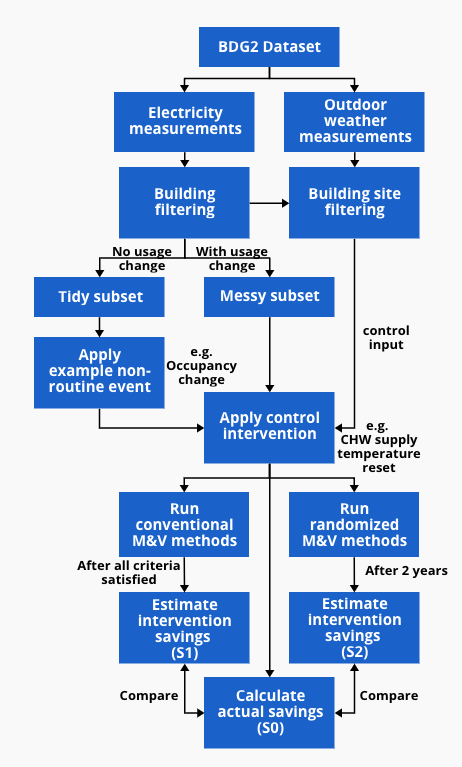 BDG2 Dataset
Electricity
measurements
Outdoor
weather
measurements
Building
filtering
Building site
filtering
No usage
change
With usage
change
Tidy subset
Messy subset
control
input
Apply
example non-
routine event
e.g.
Occupancy
change
Apply control
intervention
e.g.
CHW supply
temperature
reset
Run
conventional
M&V methods
Run
randomized
M&V methods
After all criteria
satisfied
After 2 years
Estimate
intervention
savings
(S1)
Estimate
intervention
savings
(S2)
Compare
Calculate
actual savings
(S0)
Compare